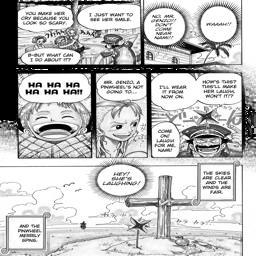 YOU MAKE HER
CRY BECAUSE YOU
LOOK SO SCARY.
I JUST WANT TO
SEE HER SMILE.
B-BUT WHAT CAN
I DO ABOUT IT?
NO, MR.
GENZO!!
DON'T
COME
NEAR
NAMI!!
WAAAH!!
HA HA HA
HA HA HA!!
MR. GENZO, A
PINWHEEL'S
NOT GOING
TO...
I'LL WEAR
IT FROM
NOW ON.
COME ON!
LAUGH
FOR ME,
NAMI!
HOW'S THIS?
THIS'LL MAKE
HER LAUGH,
WON'T IT!?
HEY!!
SHE'S
LAUGHING!
THE SKIES
ARE CLEAR
AND THE
WINDS ARE
FAIR.
AND THE
PINWHEEL
MERRILY
SPINS.